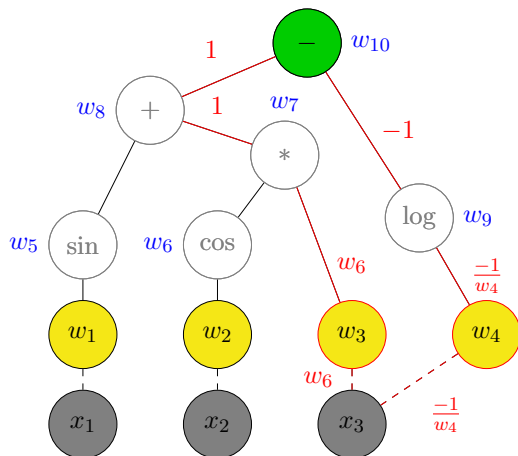 − w₁₀
1
w₈ + 1 w₇
*
−1
w₅ sin w₆ cos log w₉
w₆ −1/w₄
w₁ w₂ w₃ w₄
w₆
x₁ x₂ x₃ −1/w₄